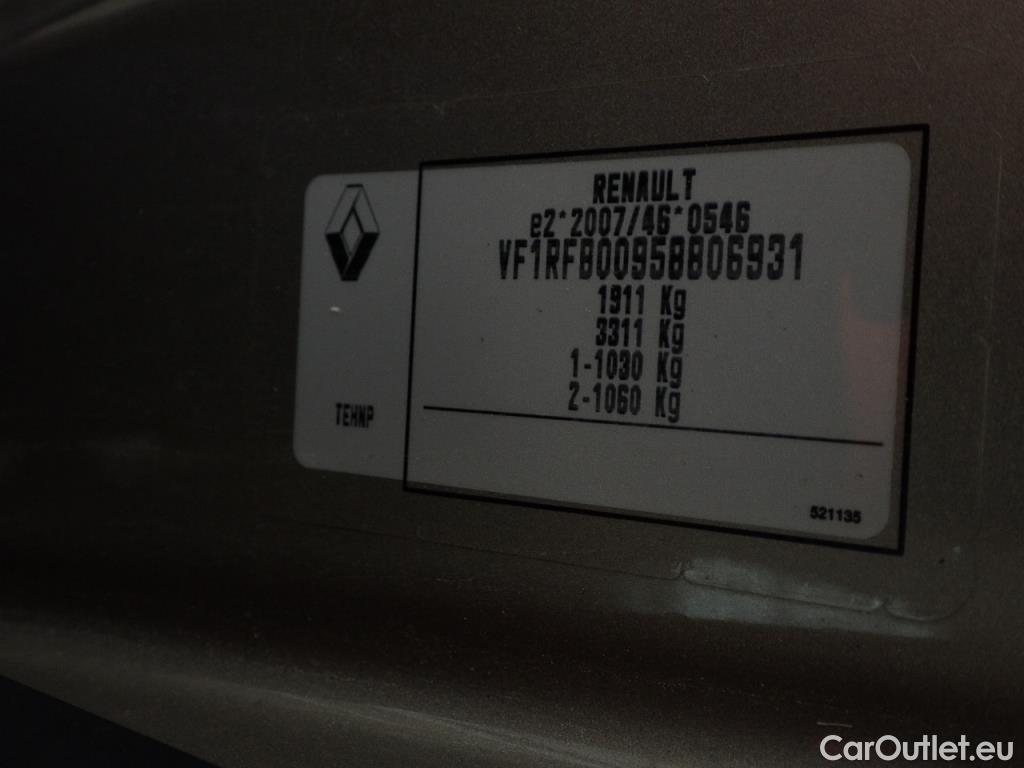 RENAULT
e2*2007/46*0546
VF1RFB00958806931
1911 Kg
3311 Kg
1-1030 Kg
2-1060 Kg
TEHNP
521135
CarOutlet.eu